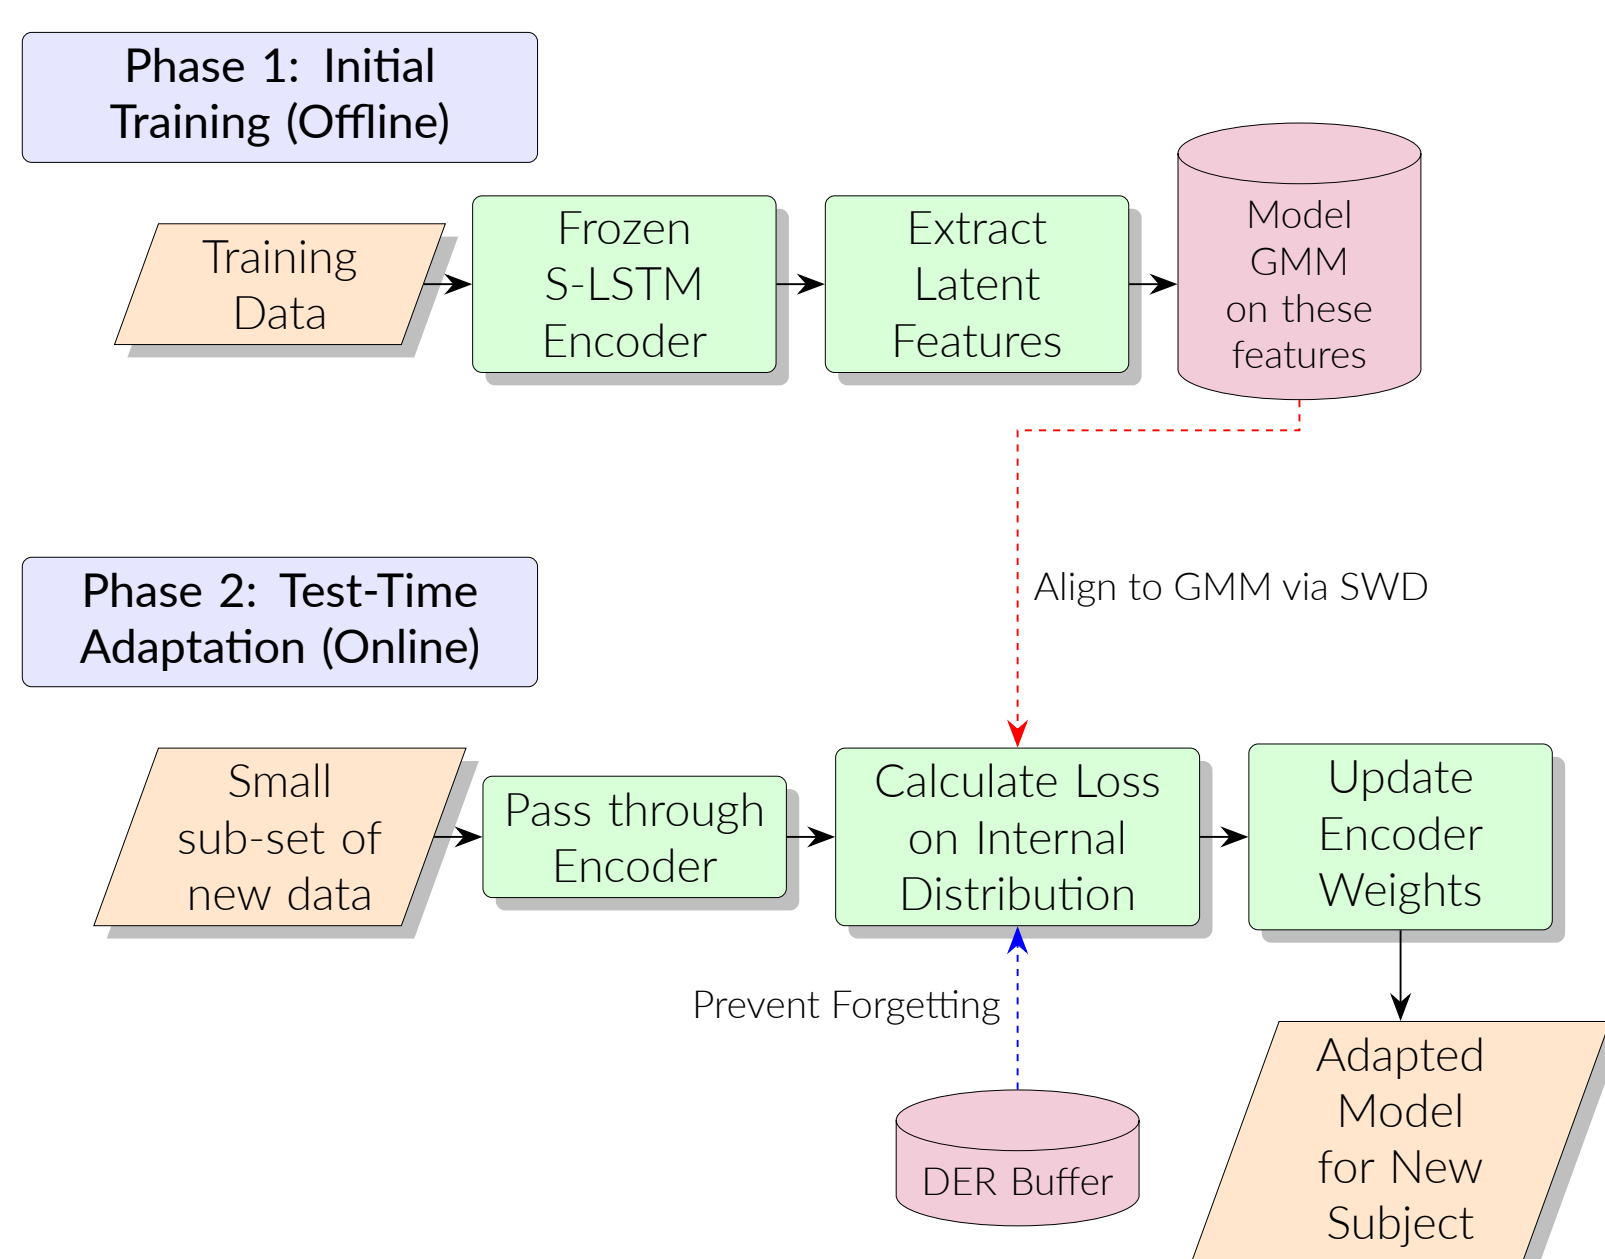 Phase 1: Initial
Training (Offline)
Training
Data
Frozen
S-LSTM
Encoder
Extract
Latent
Features
Model
GMM
on these
features
Align to GMM via SWD
Phase 2: Test-Time
Adaptation (Online)
Small
sub-set of
new data
Pass through
Encoder
Calculate Loss
on Internal
Distribution
Update
Encoder
Weights
Prevent Forgetting
DER Buffer
Adapted
Model
for New
Subject